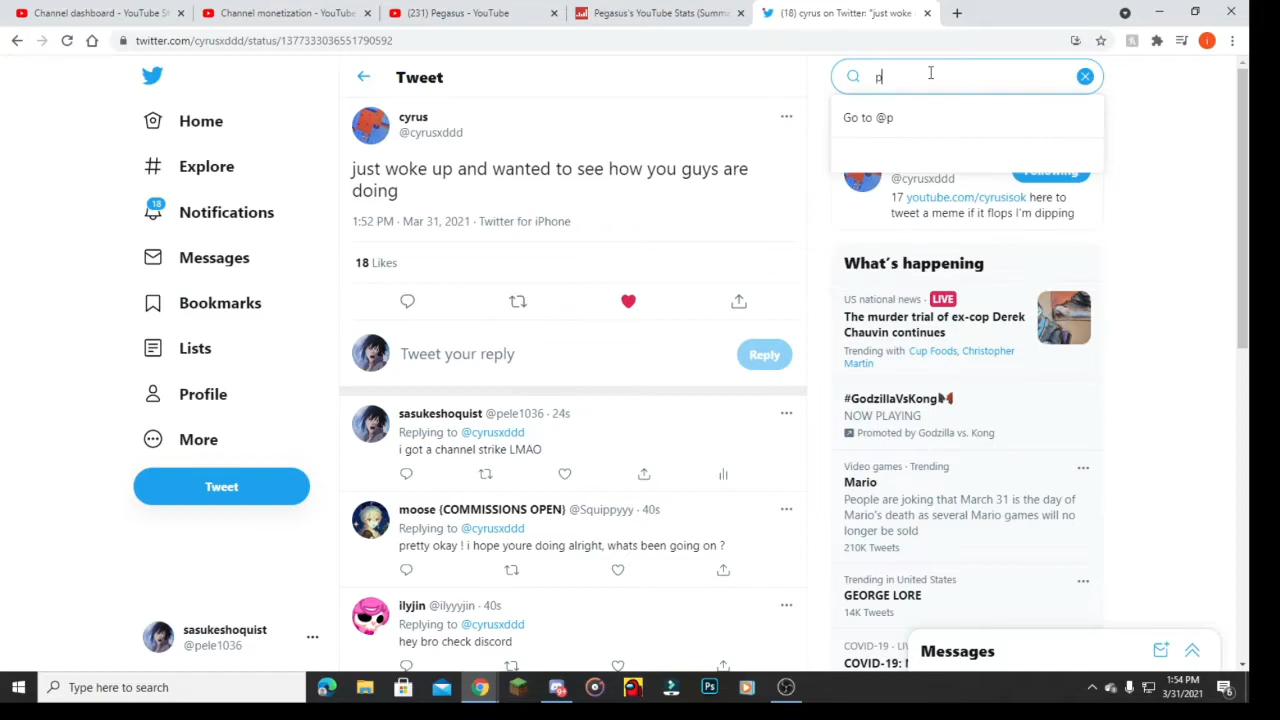 Channel dashboard - YouTube S
Channel monetization - YouTube
(231) Pegasus - YouTube
Pegasus's YouTube Stats (Summa
(18) cyrus on Twitter: "just woke
twitter.com/cyrusxddd/status/1377333036551790592
Home
Explore
18
Notifications
Messages
Bookmarks
Lists
Profile
More
Tweet
sasukeshoquist
@pele1036
Tweet
cyrus
@cyrusxddd
just woke up and wanted to see how you guys are
doing
1:52 PM · Mar 31, 2021 · Twitter for iPhone
18 Likes
Tweet your reply
Reply
sasukeshoquist @pele1036 · 24s
Replying to @cyrusxddd
i got a channel strike LMAO
moose {COMMISSIONS OPEN} @Squippyyy · 40s
Replying to @cyrusxddd
pretty okay ! i hope youre doing alright, whats been going on ?
ilyjin @ilyyyjin · 40s
Replying to @cyrusxddd
hey bro check discord
p
Go to @p
@cyrusxddd
Following
17 youtube.com/cyrusisok here to
tweet a meme if it flops I'm dipping
What's happening
US national news · LIVE
The murder trial of ex-cop Derek
Chauvin continues
Trending with Cup Foods, Christopher
Martin
#GodzillaVsKong
NOW PLAYING
Promoted by Godzilla vs. Kong
Video games · Trending
Mario
People are joking that March 31 is the day of
Mario's death as several Mario games will no
longer be sold
210K Tweets
Trending in United States
GEORGE LORE
14K Tweets
COVID-19 · LIV
COVID-19:
Messages
Type here to search
Ps
1:54 PM
3/31/2021
6